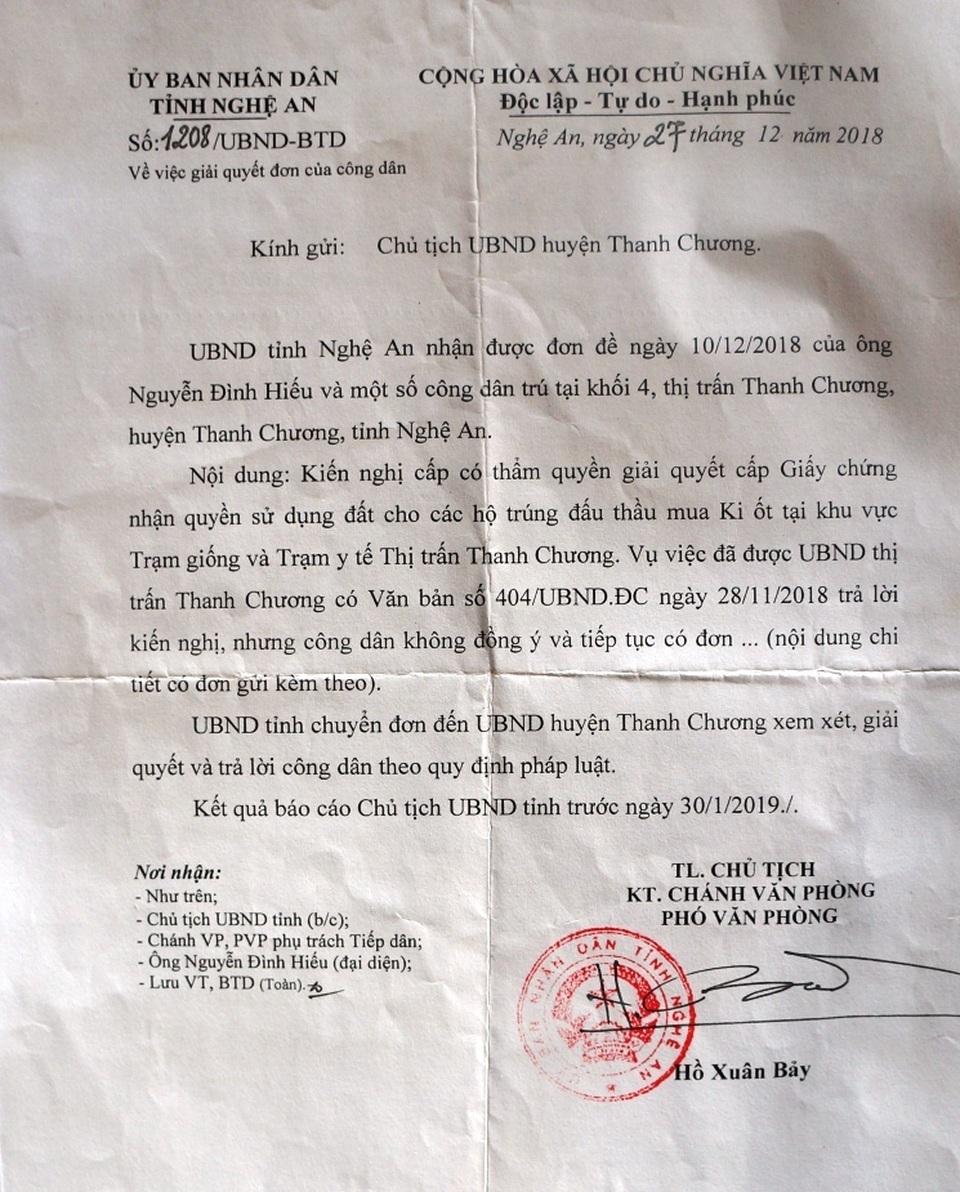 ỦY BAN NHÂN DÂN
TỈNH NGHỆ AN
Số:1208/UBND-BTD
Về việc giải quyết đơn của công dân
CỘNG HÒA XÃ HỘI CHỦ NGHĨA VIỆT NAM
Độc lập - Tự do - Hạnh phúc
Nghệ An, ngày 27 tháng 12 năm 2018
Kính gửi: Chủ tịch UBND huyện Thanh Chương.
UBND tỉnh Nghệ An nhận được đơn đề ngày 10/12/2018 của ông
Nguyễn Đình Hiếu và một số công dân trú tại khối 4, thị trấn Thanh Chương,
huyện Thanh Chương, tỉnh Nghệ An.
Nội dung: Kiến nghị cấp có thẩm quyền giải quyết cấp Giấy chứng
nhận quyền sử dụng đất cho các hộ trúng đấu thầu mua Ki ốt tại khu vực
Trạm giống và Trạm y tế Thị trấn Thanh Chương. Vụ việc đã được UBND thị
trấn Thanh Chương có Văn bản số 404/UBND.ĐC ngày 28/11/2018 trả lời
kiến nghị, nhưng công dân không đồng ý và tiếp tục có đơn ... (nội dung chi
tiết có đơn gửi kèm theo).
UBND tỉnh chuyển đơn đến UBND huyện Thanh Chương xem xét, giải
quyết và trả lời công dân theo quy định pháp luật.
Kết quả báo cáo Chủ tịch UBND tỉnh trước ngày 30/1/2019./.
Nơi nhận:
- Như trên;
- Chủ tịch UBND tỉnh (b/c);
- Chánh VP, PVP phụ trách Tiếp dân;
- Ông Nguyễn Đình Hiếu (đại diện);
- Lưu VT, BTD (Toàn).
TL. CHỦ TỊCH
KT. CHÁNH VĂN PHÒNG
PHÓ VĂN PHÒNG
BAN NHÂN DÂN TỈNH NGHỆ AN
Hồ Xuân Bảy